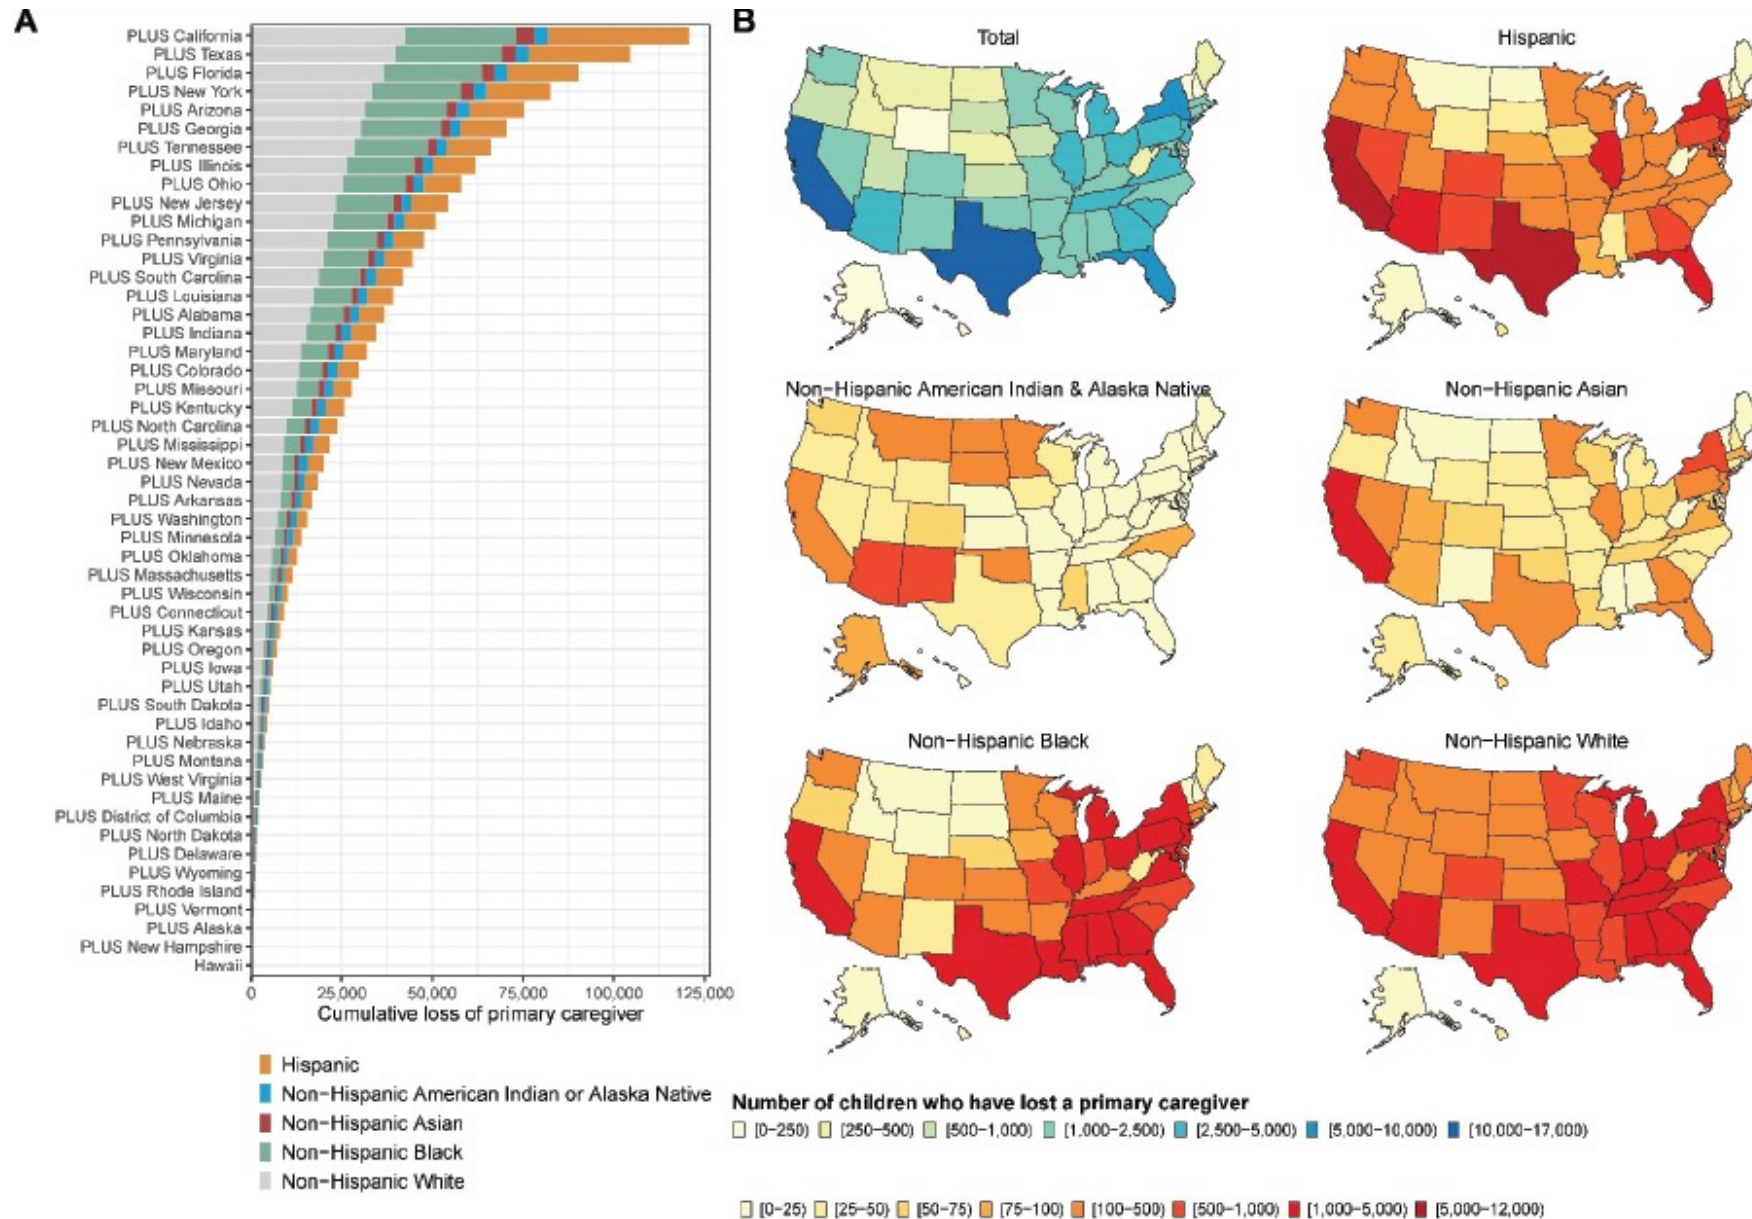 A
PLUS California
PLUS Texas
PLUS Florida
PLUS New York
PLUS Arizona
PLUS Georgia
PLUS Tennessee
PLUS Illinois
PLUS Ohio
PLUS New Jersey
PLUS Michigan
PLUS Pennsylvania
PLUS Virginia
PLUS South Carolina
PLUS Louisiana
PLUS Alabama
PLUS Indiana
PLUS Maryland
PLUS Colorado
PLUS Missouri
PLUS Kentucky
PLUS North Carolina
PLUS Mississippi
PLUS New Mexico
PLUS Nevada
PLUS Arkansas
PLUS Washington
PLUS Minnesota
PLUS Oklahoma
PLUS Massachusetts
PLUS Wisconsin
PLUS Connecticut
PLUS Kansas
PLUS Oregon
PLUS Iowa
PLUS Utah
PLUS South Dakota
PLUS Idaho
PLUS Nebraska
PLUS Montana
PLUS West Virginia
PLUS Maine
PLUS District of Columbia
PLUS North Dakota
PLUS Delaware
PLUS Wyoming
PLUS Rhode Island
PLUS Vermont
PLUS Alaska
PLUS New Hampshire
Hawaii
0 25,000 50,000 75,000 100,000 125,000
Cumulative loss of primary caregiver
Hispanic
Non-Hispanic American Indian or Alaska Native
Non-Hispanic Asian
Non-Hispanic Black
Non-Hispanic White
B
Total
Hispanic
Non-Hispanic American Indian & Alaska Native
Non-Hispanic Asian
Non-Hispanic Black
Non-Hispanic White
Number of children who have lost a primary caregiver
[0-250) [250-500) [500-1,000) [1,000-2,500) [2,500-5,000) [5,000-10,000) [10,000-17,000)
[0-25) [25-50) [50-75) [75-100) [100-500) [500-1,000) [1,000-5,000) [5,000-12,000)